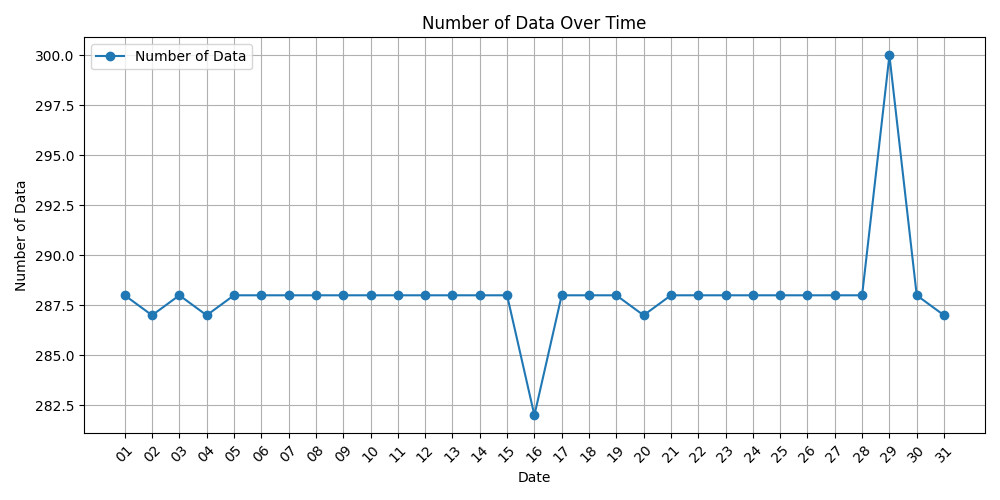 Number of Data Over Time
Number of Data
300.0
297.5
295.0
292.5
290.0
287.5
285.0
282.5
Number of Data
01 02 03 04 05 06 07 08 09 10 11 12 13 14 15 16 17 18 19 20 21 22 23 24 25 26 27 28 29 30 31
Date